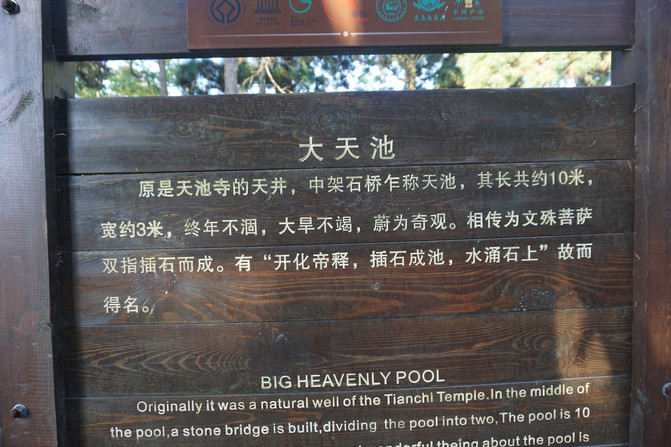 大天池
原是天池寺的天井，中架石桥乍称天池，其长共约10米，
宽约3米，终年不涸，大旱不竭，蔚为奇观。相传为文殊菩萨
双指插石而成。有“开化帝释，插石成池，水涌石上”故而
得名。
BIG HEAVENLY POOL
Originally it was a natural well of the Tianchi Temple.In the middle of
the pool,a stone bridge is built,dividing the pool into two,The pool is 10
theing about the pool is